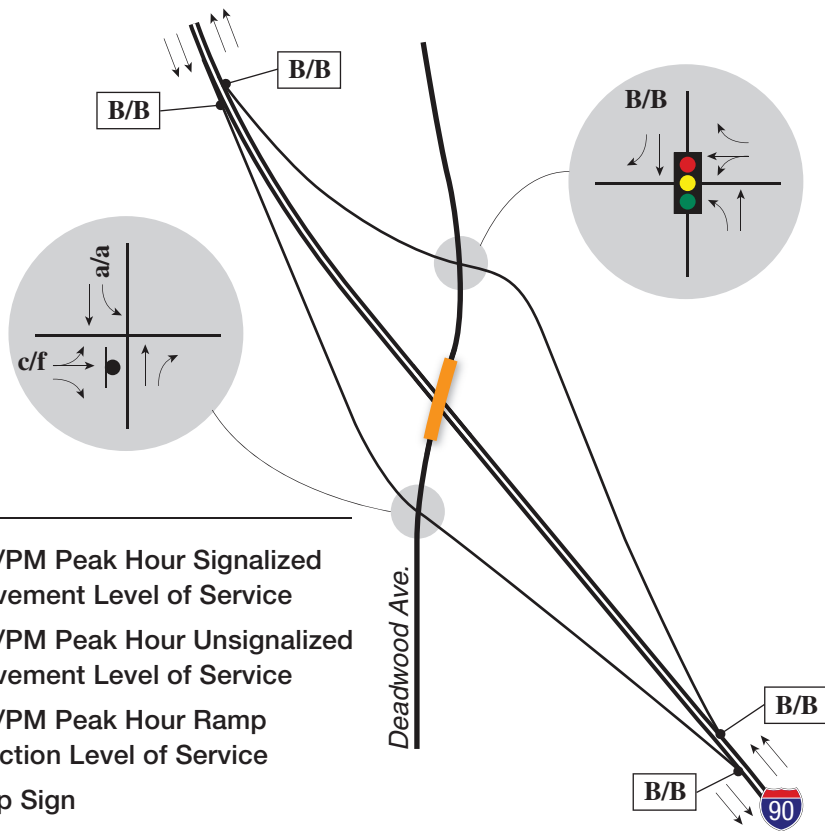 B/B
B/B
B/B
a/a
c/f
/PM Peak Hour Signalized
vement Level of Service
/PM Peak Hour Unsignalized
vement Level of Service
/PM Peak Hour Ramp
ction Level of Service
p Sign
Deadwood Ave.
B/B
B/B
90